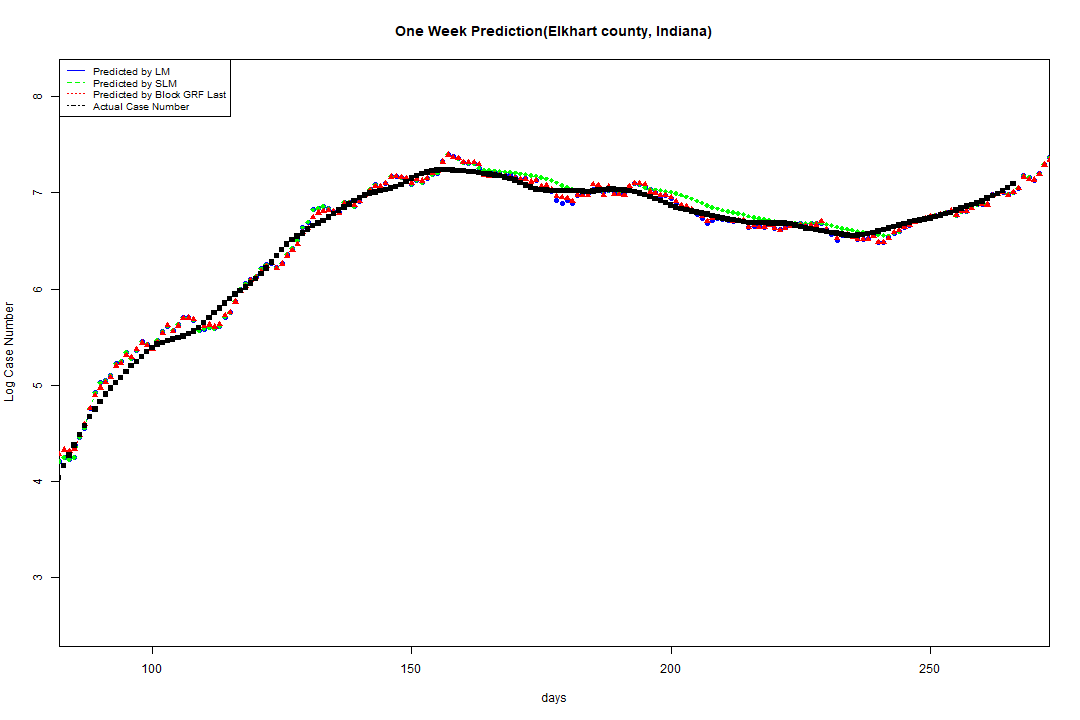 One Week Prediction(Elkhart county, Indiana)
Predicted by LM
Predicted by SLM
Predicted by Block GRF Last
Actual Case Number
8
7
6
5
4
3
Log Case Number
100 150 200 250
days